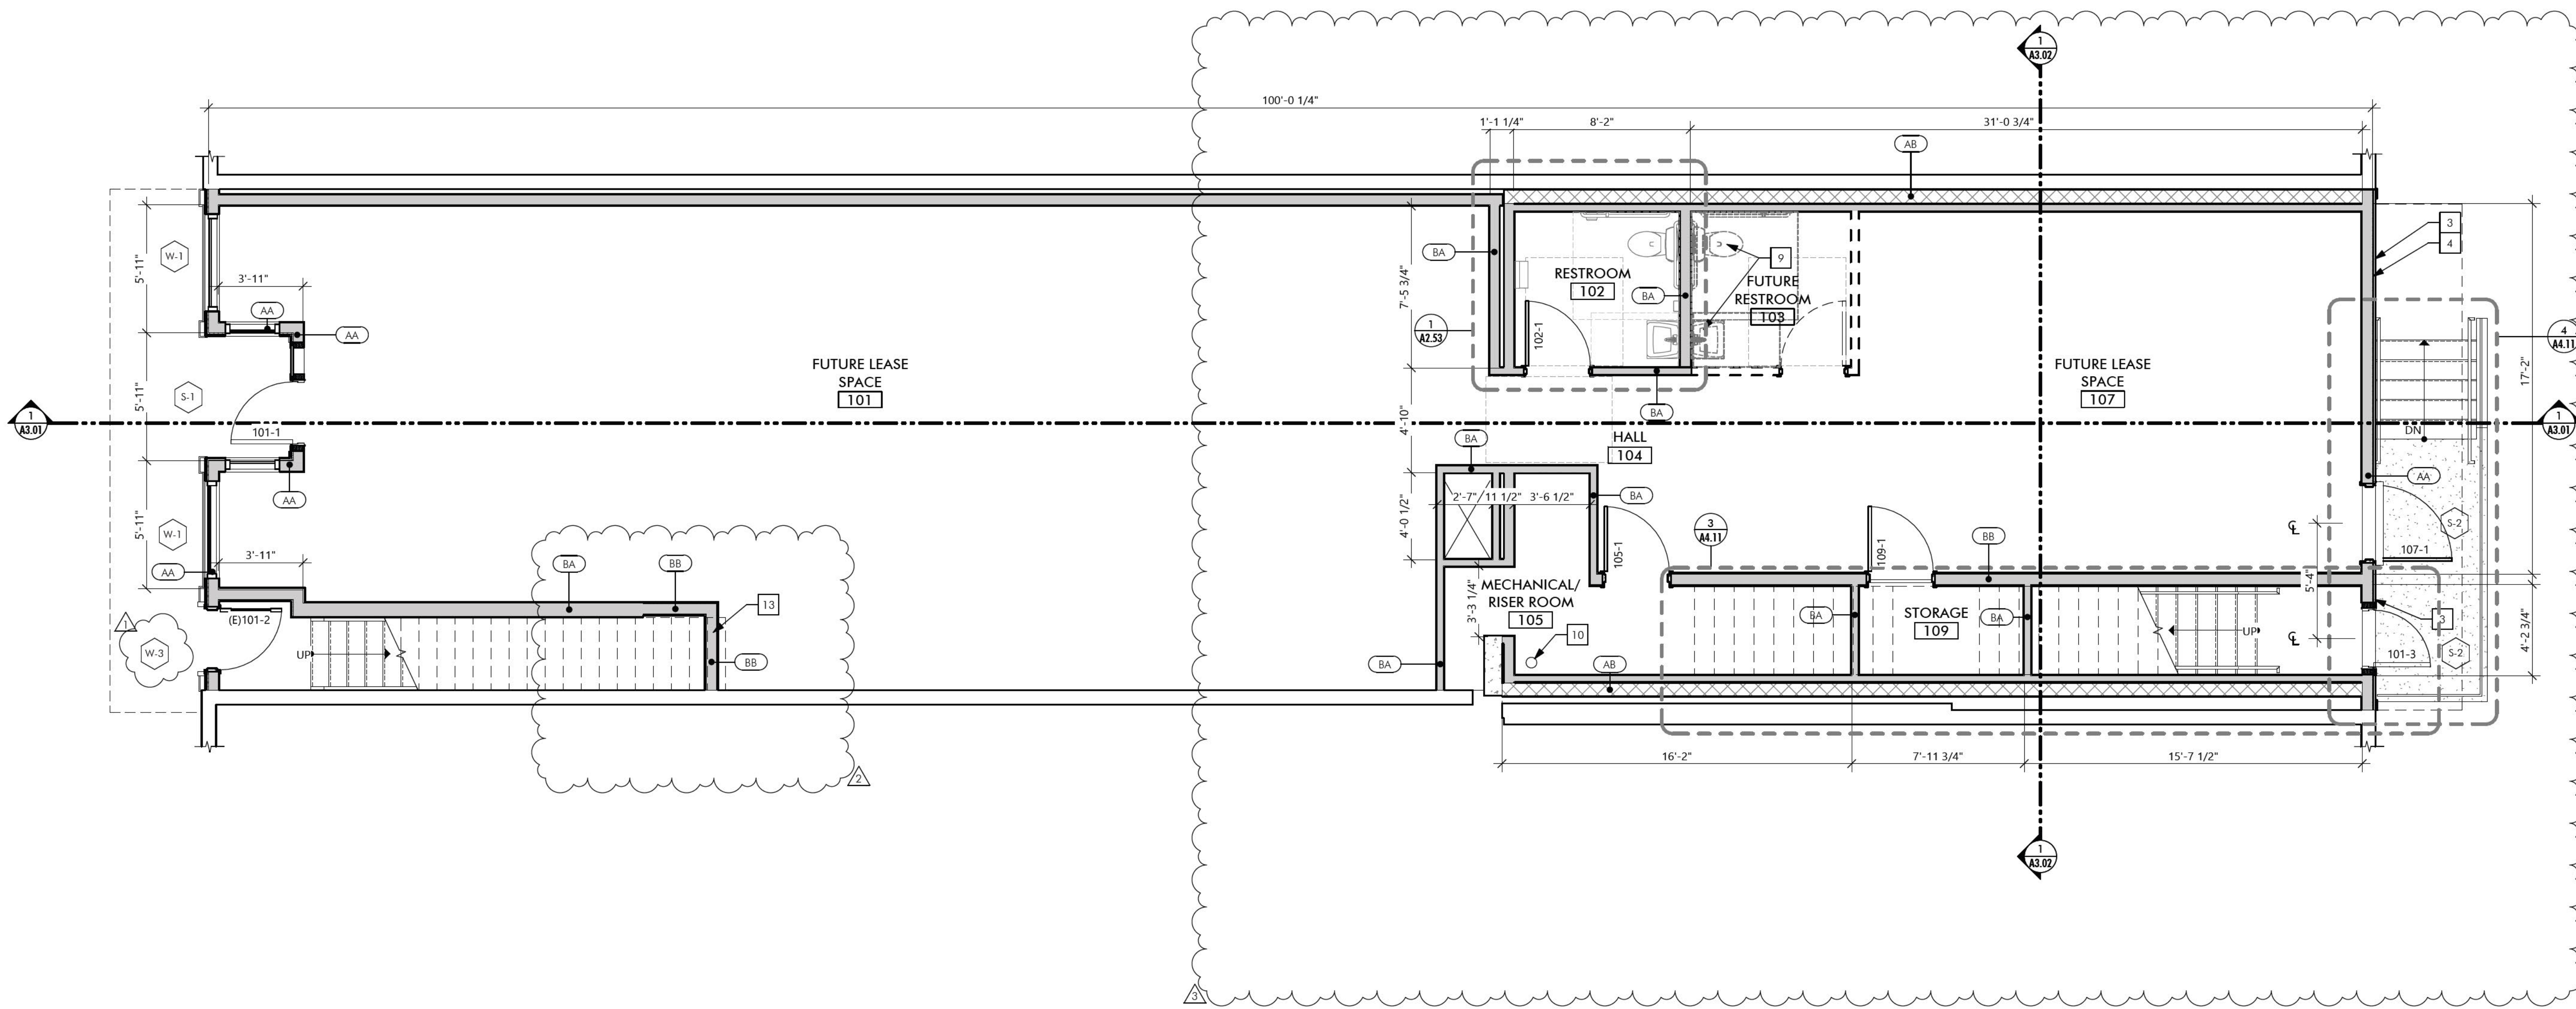 1
A3.02
100'-0 1/4"
1'-1 1/4"
8'-2"
31'-0 3/4"
AB
3
4
W-1
5'-11"
3'-11"
AA
AA
BA
7'-5 3/4"
RESTROOM
102
BA
9
FUTURE
RESTROOM
103
1
A2.53
102-1
4
A4.11
17'-2"
FUTURE LEASE
SPACE
101
FUTURE LEASE
SPACE
107
S-1
5'-11"
101-1
1
A3.01
BA
4'-10"
BA
HALL
104
DN
1
A3.01
AA
AA
2'-7"
11 1/2"
3'-6 1/2"
BA
4'-0 1/2"
W-1
5'-11"
3'-11"
AA
3
A4.11
105-1
109-1
BB
℄
5'-4"
℄
S-2
107-1
BA
BB
13
MECHANICAL/
RISER ROOM
105
3'-3 1/4"
BA
STORAGE
109
BA
3
(E)101-2
1
W-3
UP
BB
BA
10
AB
UP
101-3
S-2
4'-2 3/4"
2
16'-2"
7'-11 3/4"
15'-7 1/2"
1
A3.02
3